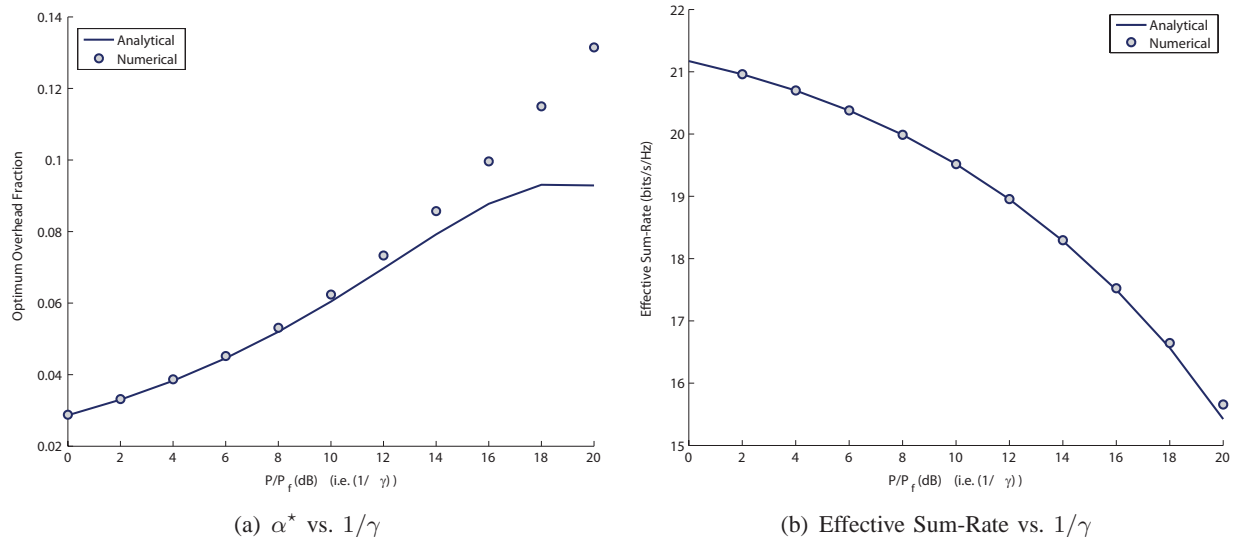 0.14
0.12
0.1
0.08
0.06
0.04
0.02
Optimum Overhead Fraction
Analytical
Numerical
0 2 4 6 8 10 12 14 16 18 20
P/P_f (dB) (i.e. (1/ γ) )
(a) α* vs. 1/γ
22
21
20
19
18
17
16
15
Effective Sum-Rate (bits/s/Hz)
Analytical
Numerical
0 2 4 6 8 10 12 14 16 18 20
P/P_f (dB) (i.e. (1/ γ) )
(b) Effective Sum-Rate vs. 1/γ